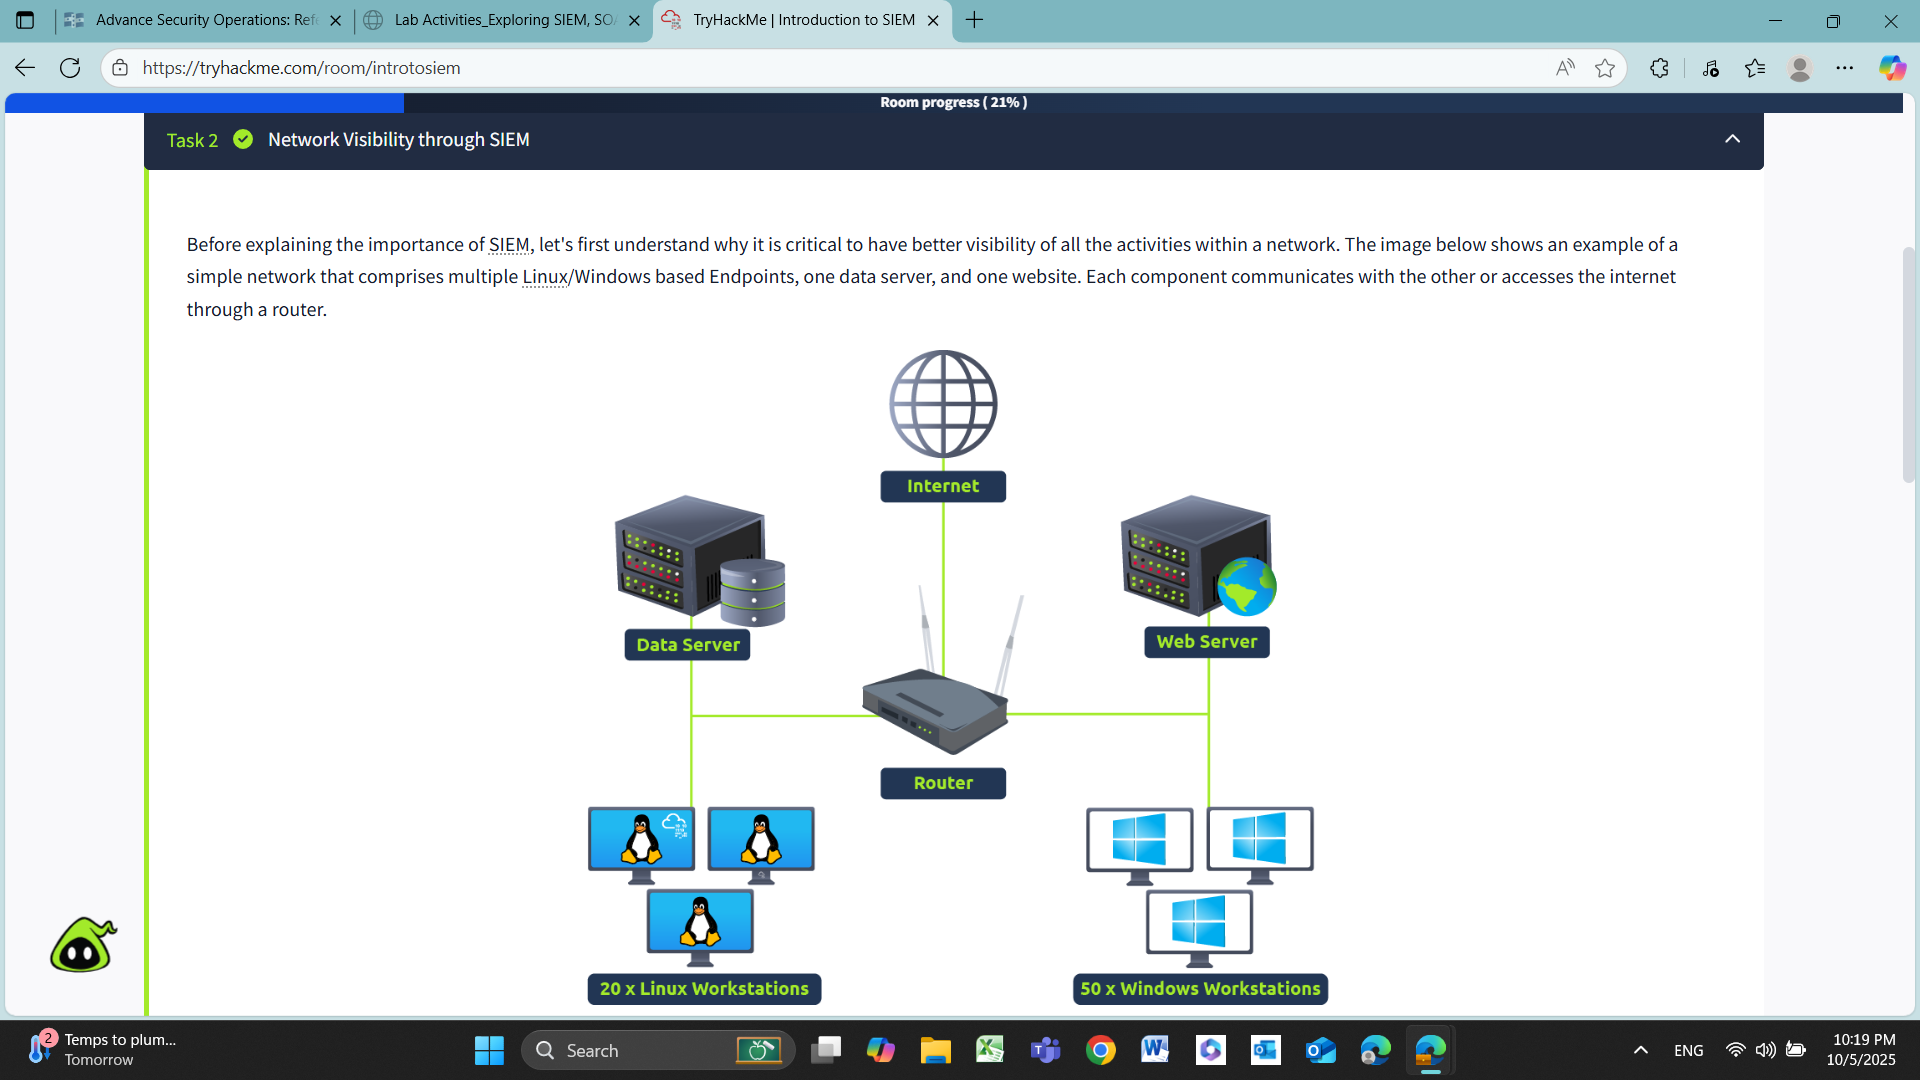 Advance Security Operations: Refe
Lab Activities_Exploring SIEM, SOA
TryHackMe | Introduction to SIEM
https://tryhackme.com/room/introtosiem
Room progress ( 21% )
Task 2 Network Visibility through SIEM
Before explaining the importance of SIEM, let's first understand why it is critical to have better visibility of all the activities within a network. The image below shows an example of a
simple network that comprises multiple Linux/Windows based Endpoints, one data server, and one website. Each component communicates with the other or accesses the internet
through a router.
Internet
Data Server
Web Server
Router
20 x Linux Workstations
50 x Windows Workstations
2
Temps to plum...
Tomorrow
Search
ENG
10:19 PM
10/5/2025